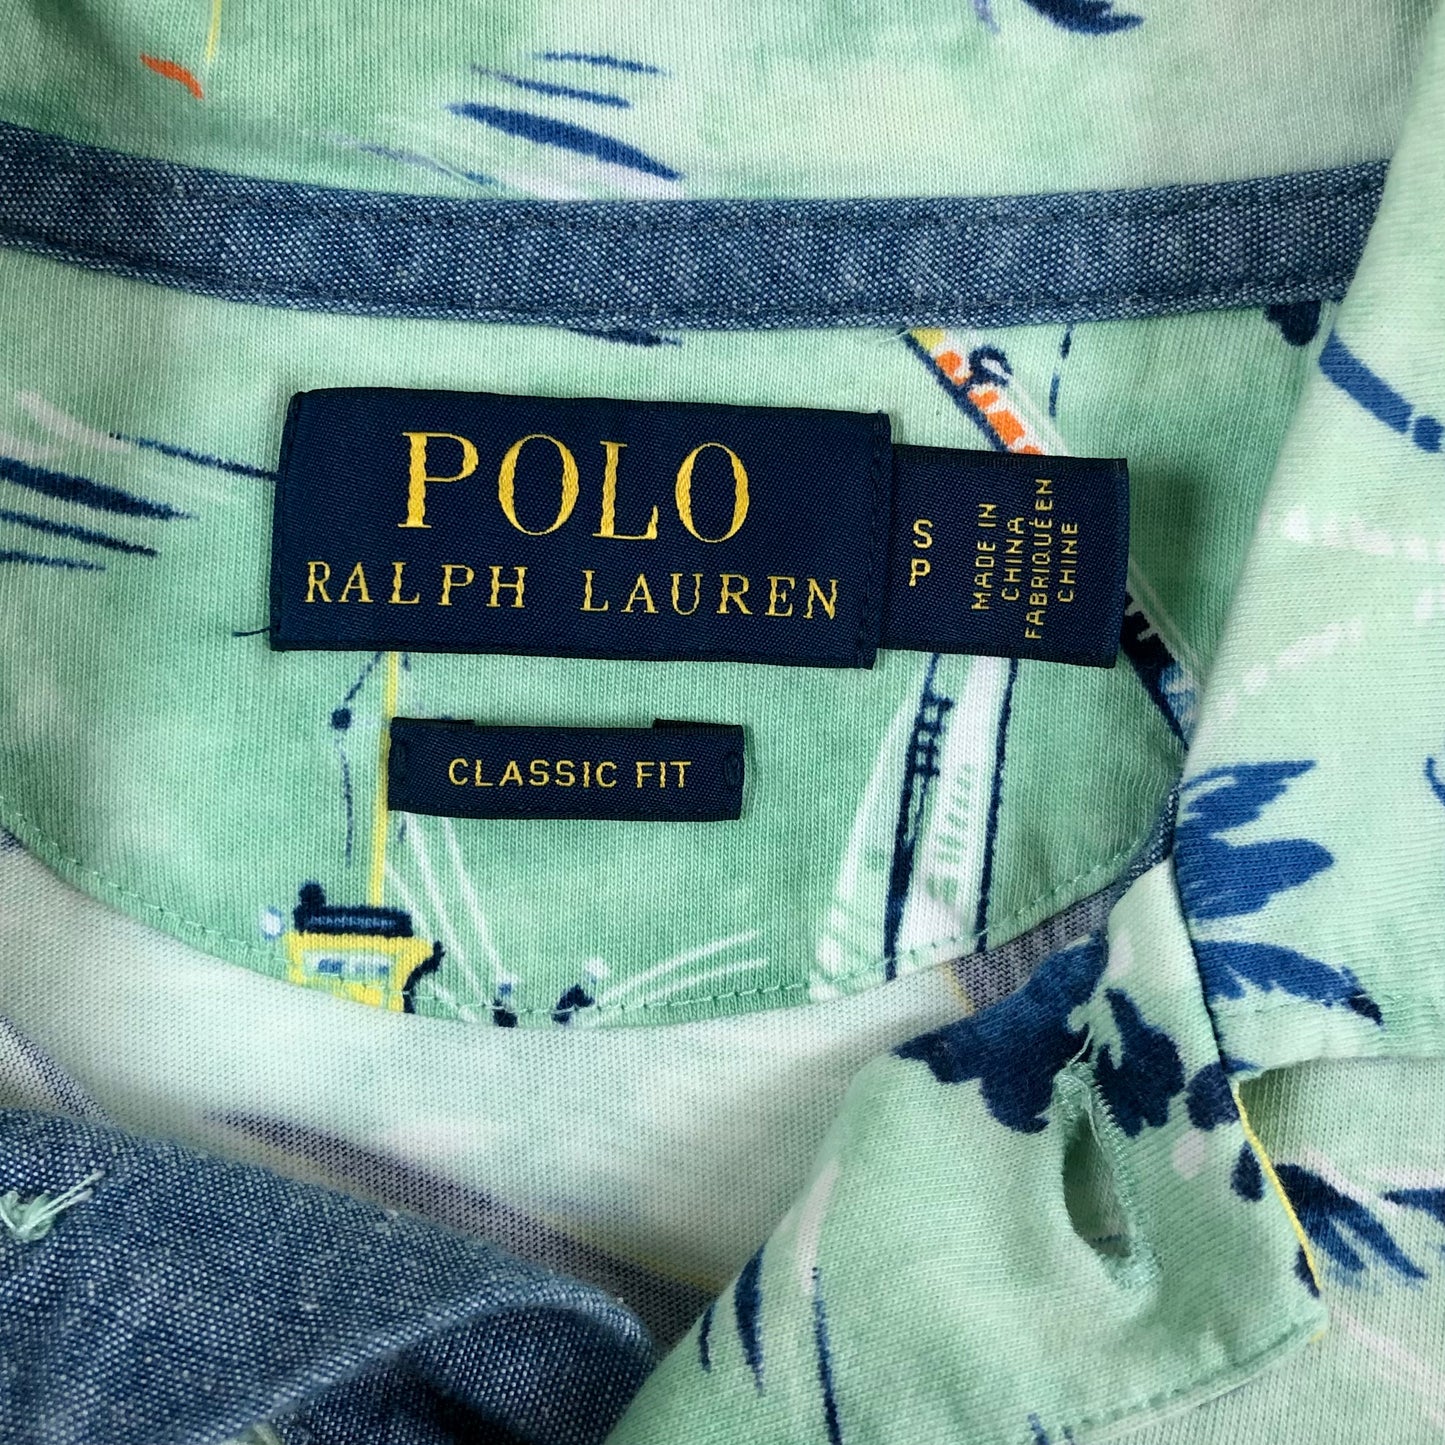 POLO
RALPH LAUREN
S
P
MADE IN
CHINA
FABRIQUÉ EN
CHINE
CLASSIC FIT